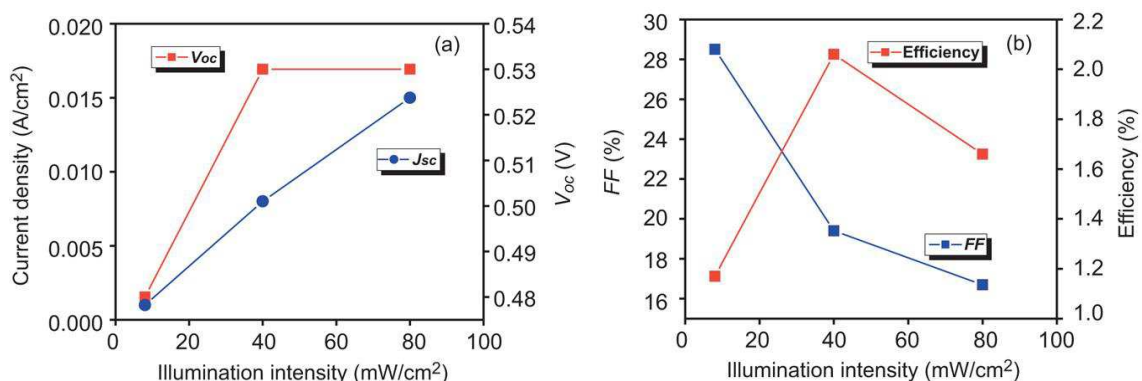 (a)
Voc
Jsc
Current density (A/cm2)
0.020
0.015
0.010
0.005
0.000
0.54
0.53
0.52
0.51
0.50
0.49
0.48
Voc (V)
0 20 40 60 80 100
Illumination intensity (mW/cm2)
(b)
Efficiency
FF
FF (%)
30
28
26
24
22
20
18
16
2.2
2.0
1.8
1.6
1.4
1.2
1.0
Efficiency (%)
0 20 40 60 80 100
Illumination intensity (mW/cm2)